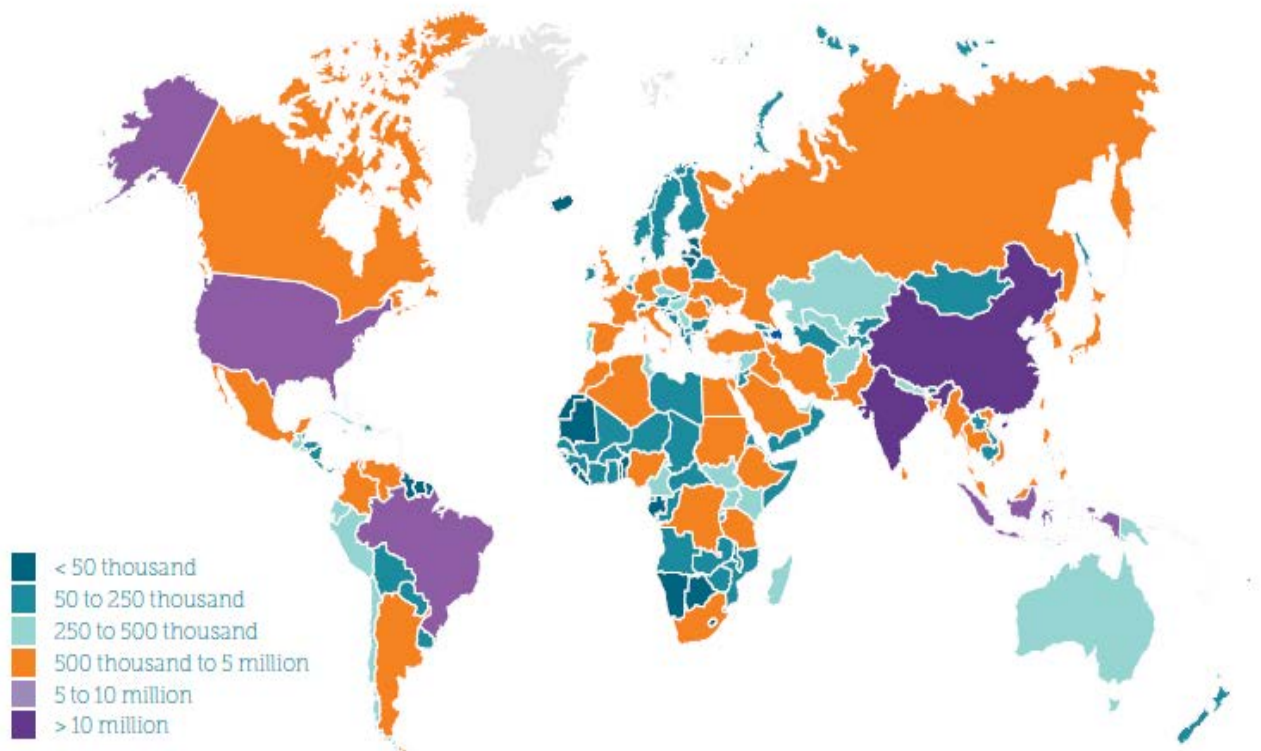 < 50 thousand
50 to 250 thousand
250 to 500 thousand
500 thousand to 5 million
5 to 10 million
> 10 million